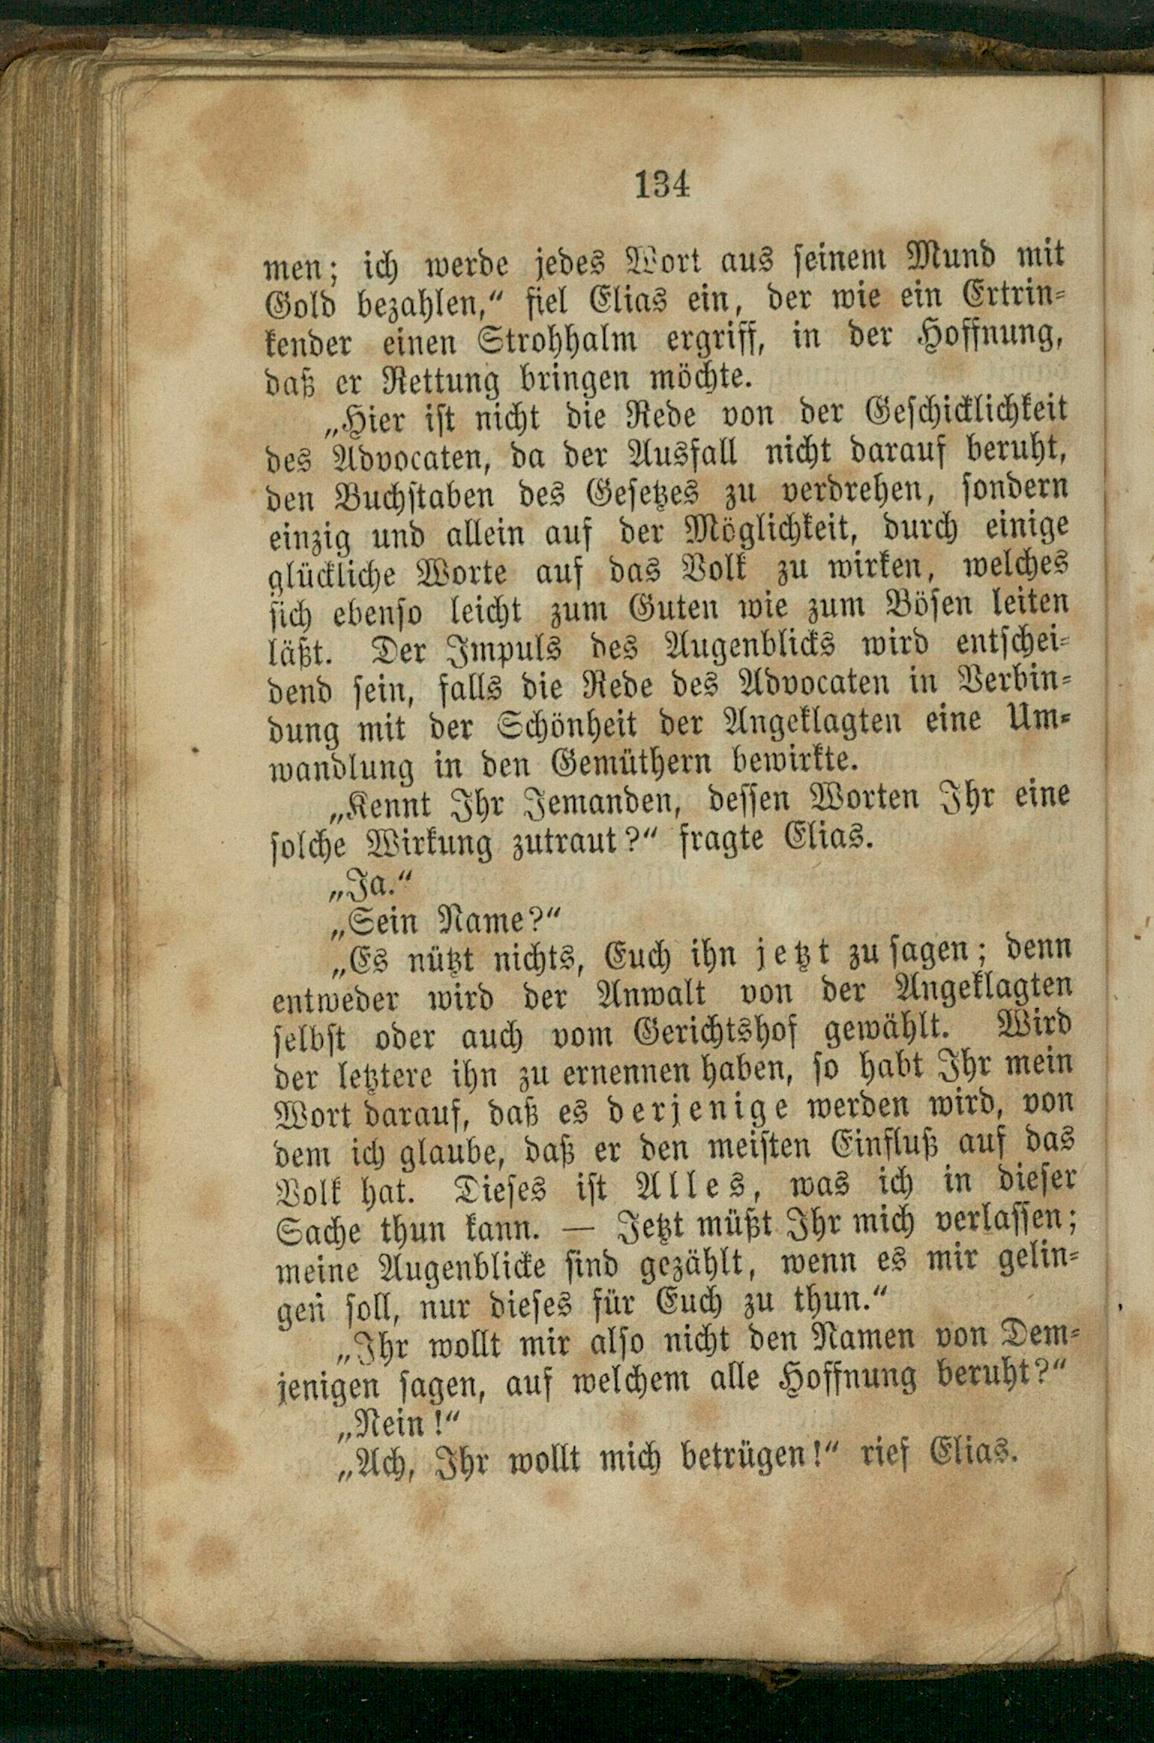 134
men; ich werde jedes Wort aus seinem Mund mit
Gold bezahlen,“ fiel Elias ein, der wie ein Ertrin-
kender einen Strohhalm ergriff, in der Hoffnung,
daß er Rettung bringen möchte.
„Hier ist nicht die Rede von der Geschicklichkeit
des Advocaten, da der Ausfall nicht darauf beruht,
den Buchstaben des Gesetzes zu verdrehen, sondern
einzig und allein auf der Möglichkeit, durch einige
glückliche Worte auf das Volk zu wirken, welches
sich ebenso leicht zum Guten wie zum Bösen leiten
läßt. Der Impuls des Augenblicks wird entschei-
dend sein, falls die Rede des Advocaten in Verbin-
dung mit der Schönheit der Angeklagten eine Um-
wandlung in den Gemüthern bewirkte.
„Kennt Ihr Jemanden, dessen Worten Ihr eine
solche Wirkung zutraut?“ fragte Elias.
„Ja.“
„Sein Name?“
„Es nützt nichts, Euch ihn jetzt zu sagen; denn
entweder wird der Anwalt von der Angeklagten
selbst oder auch vom Gerichtshof gewählt. Wird
der letztere ihn zu ernennen haben, so habt Ihr mein
Wort darauf, daß es derjenige werden wird, von
dem ich glaube, daß er den meisten Einfluß auf das
Volk hat. Dieses ist Alles, was ich in dieser
Sache thun kann. — Jetzt müßt Ihr mich verlassen;
meine Augenblicke sind gezählt, wenn es mir gelin-
gen soll, nur dieses für Euch zu thun.“
„Ihr wollt mir also nicht den Namen von Dem-
jenigen sagen, auf welchem alle Hoffnung beruht?“
„Nein!“
„Ach, Ihr wollt mich betrügen!“ rief Elias.